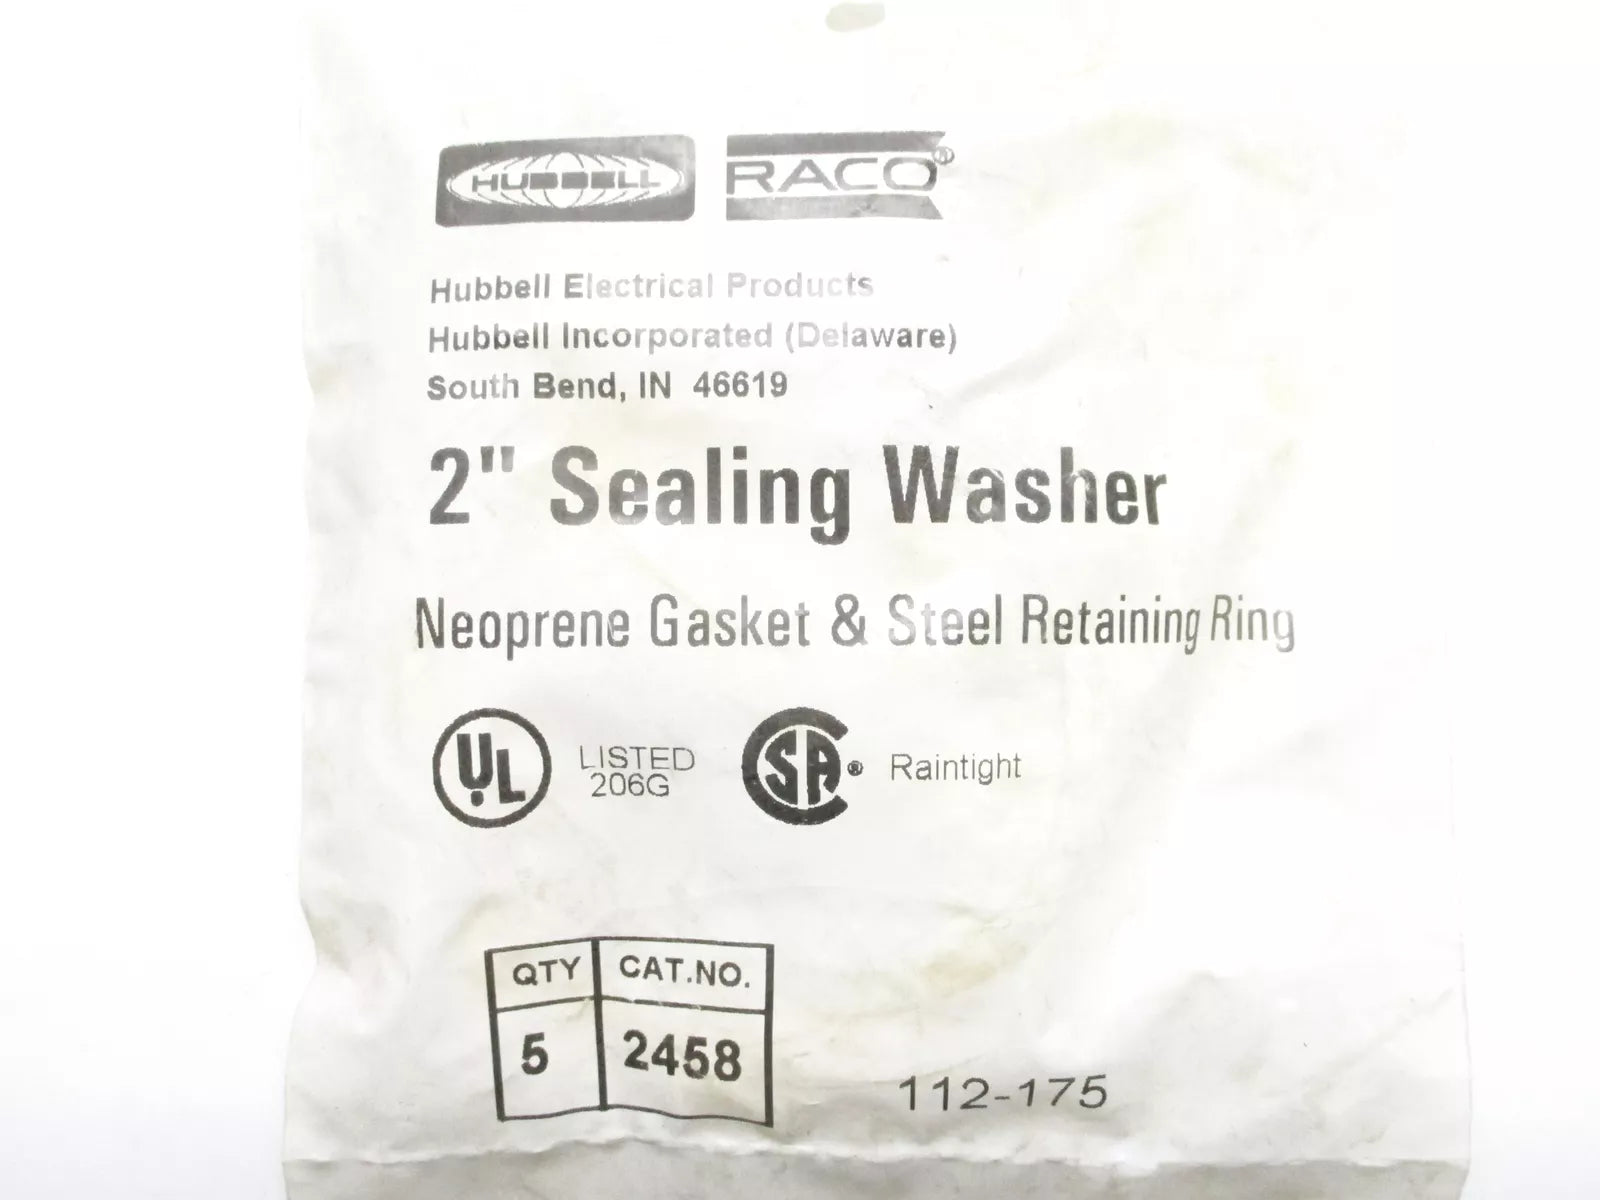 HUBBELL RACO®
Hubbell Electrical Products
Hubbell Incorporated (Delaware)
South Bend, IN 46619
2" Sealing Washer
Neoprene Gasket & Steel Retaining Ring
UL LISTED 206G SA® Raintight
QTY CAT.NO.
5 2458
112-175